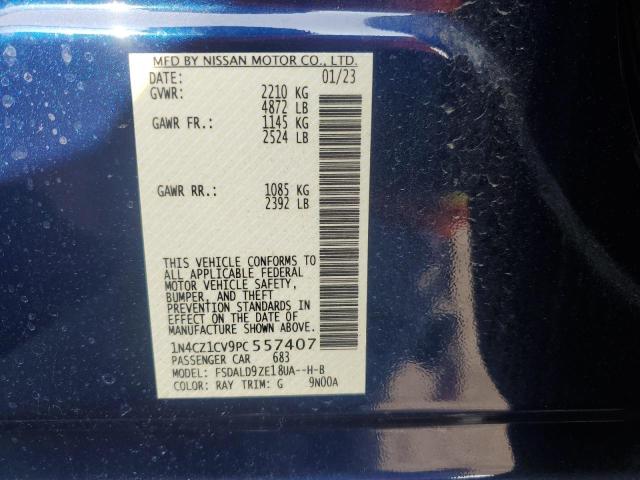 MFD BY NISSAN MOTOR CO., LTD.
DATE: 01/23
GVWR: 2210 KG
4872 LB
GAWR FR.: 1145 KG
2524 LB
GAWR RR.: 1085 KG
2392 LB
THIS VEHICLE CONFORMS TO
ALL APPLICABLE FEDERAL
MOTOR VEHICLE SAFETY,
BUMPER, AND THEFT
PREVENTION STANDARDS IN
EFFECT ON THE DATE OF
MANUFACTURE SHOWN ABOVE.
1N4CZ1CV9PC 557407
PASSENGER CAR 683
MODEL: FSDALD9ZE18UA--H-B
COLOR: RAY TRIM: G 9N00A